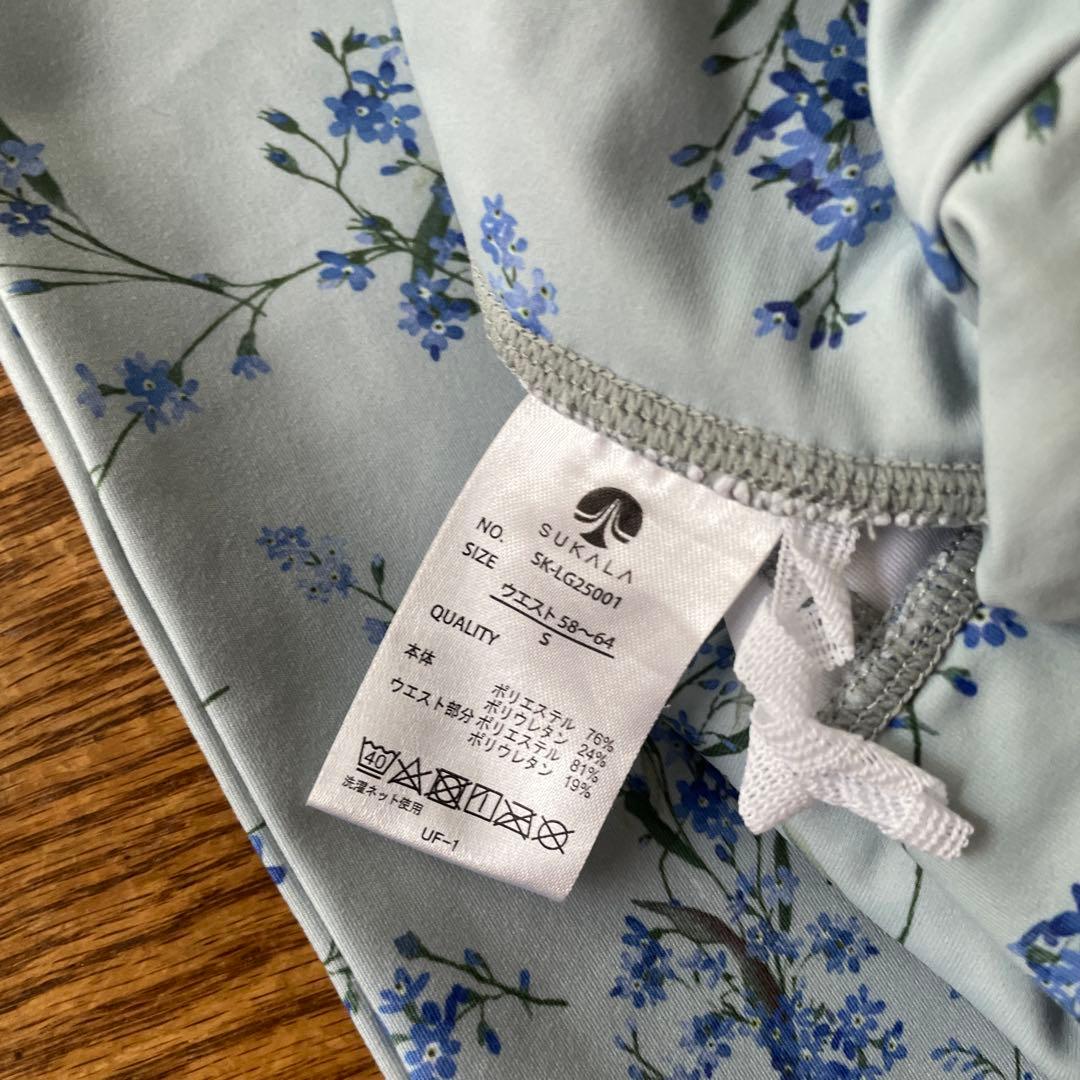 SUKALA
NO. SK-LG25001
SIZE ウエスト 58〜64
S
QUALITY
本体 ポリエステル 76%
ポリウレタン 24%
ウエスト部分 ポリエステル 81%
ポリウレタン 19%
40
洗濯ネット使用
UF-1